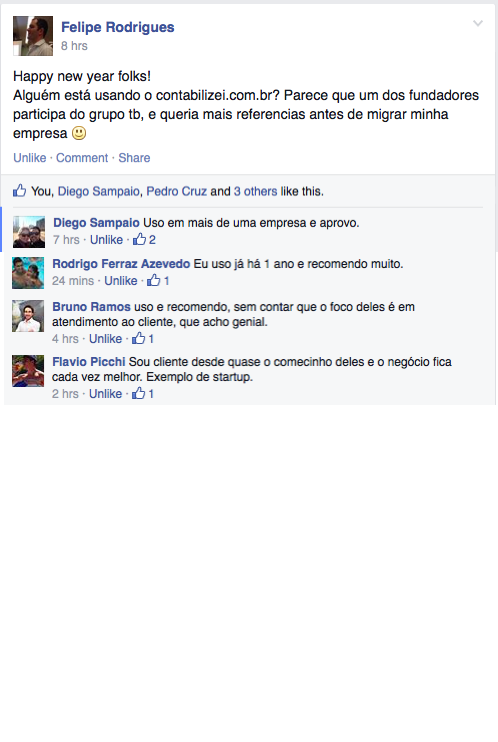 Felipe Rodrigues
8 hrs
Happy new year folks!
Alguém está usando o contabilizei.com.br? Parece que um dos fundadores
participa do grupo tb, e queria mais referencias antes de migrar minha
empresa 🙂
Unlike · Comment · Share
You, Diego Sampaio, Pedro Cruz and 3 others like this.
Diego Sampaio Uso em mais de uma empresa e aprovo.
7 hrs · Unlike · 2
Rodrigo Ferraz Azevedo Eu uso já há 1 ano e recomendo muito.
24 mins · Unlike · 1
Bruno Ramos uso e recomendo, sem contar que o foco deles é em
atendimento ao cliente, que acho genial.
4 hrs · Unlike · 1
Flavio Picchi Sou cliente desde quase o comecinho deles e o negócio fica
cada vez melhor. Exemplo de startup.
2 hrs · Unlike · 1